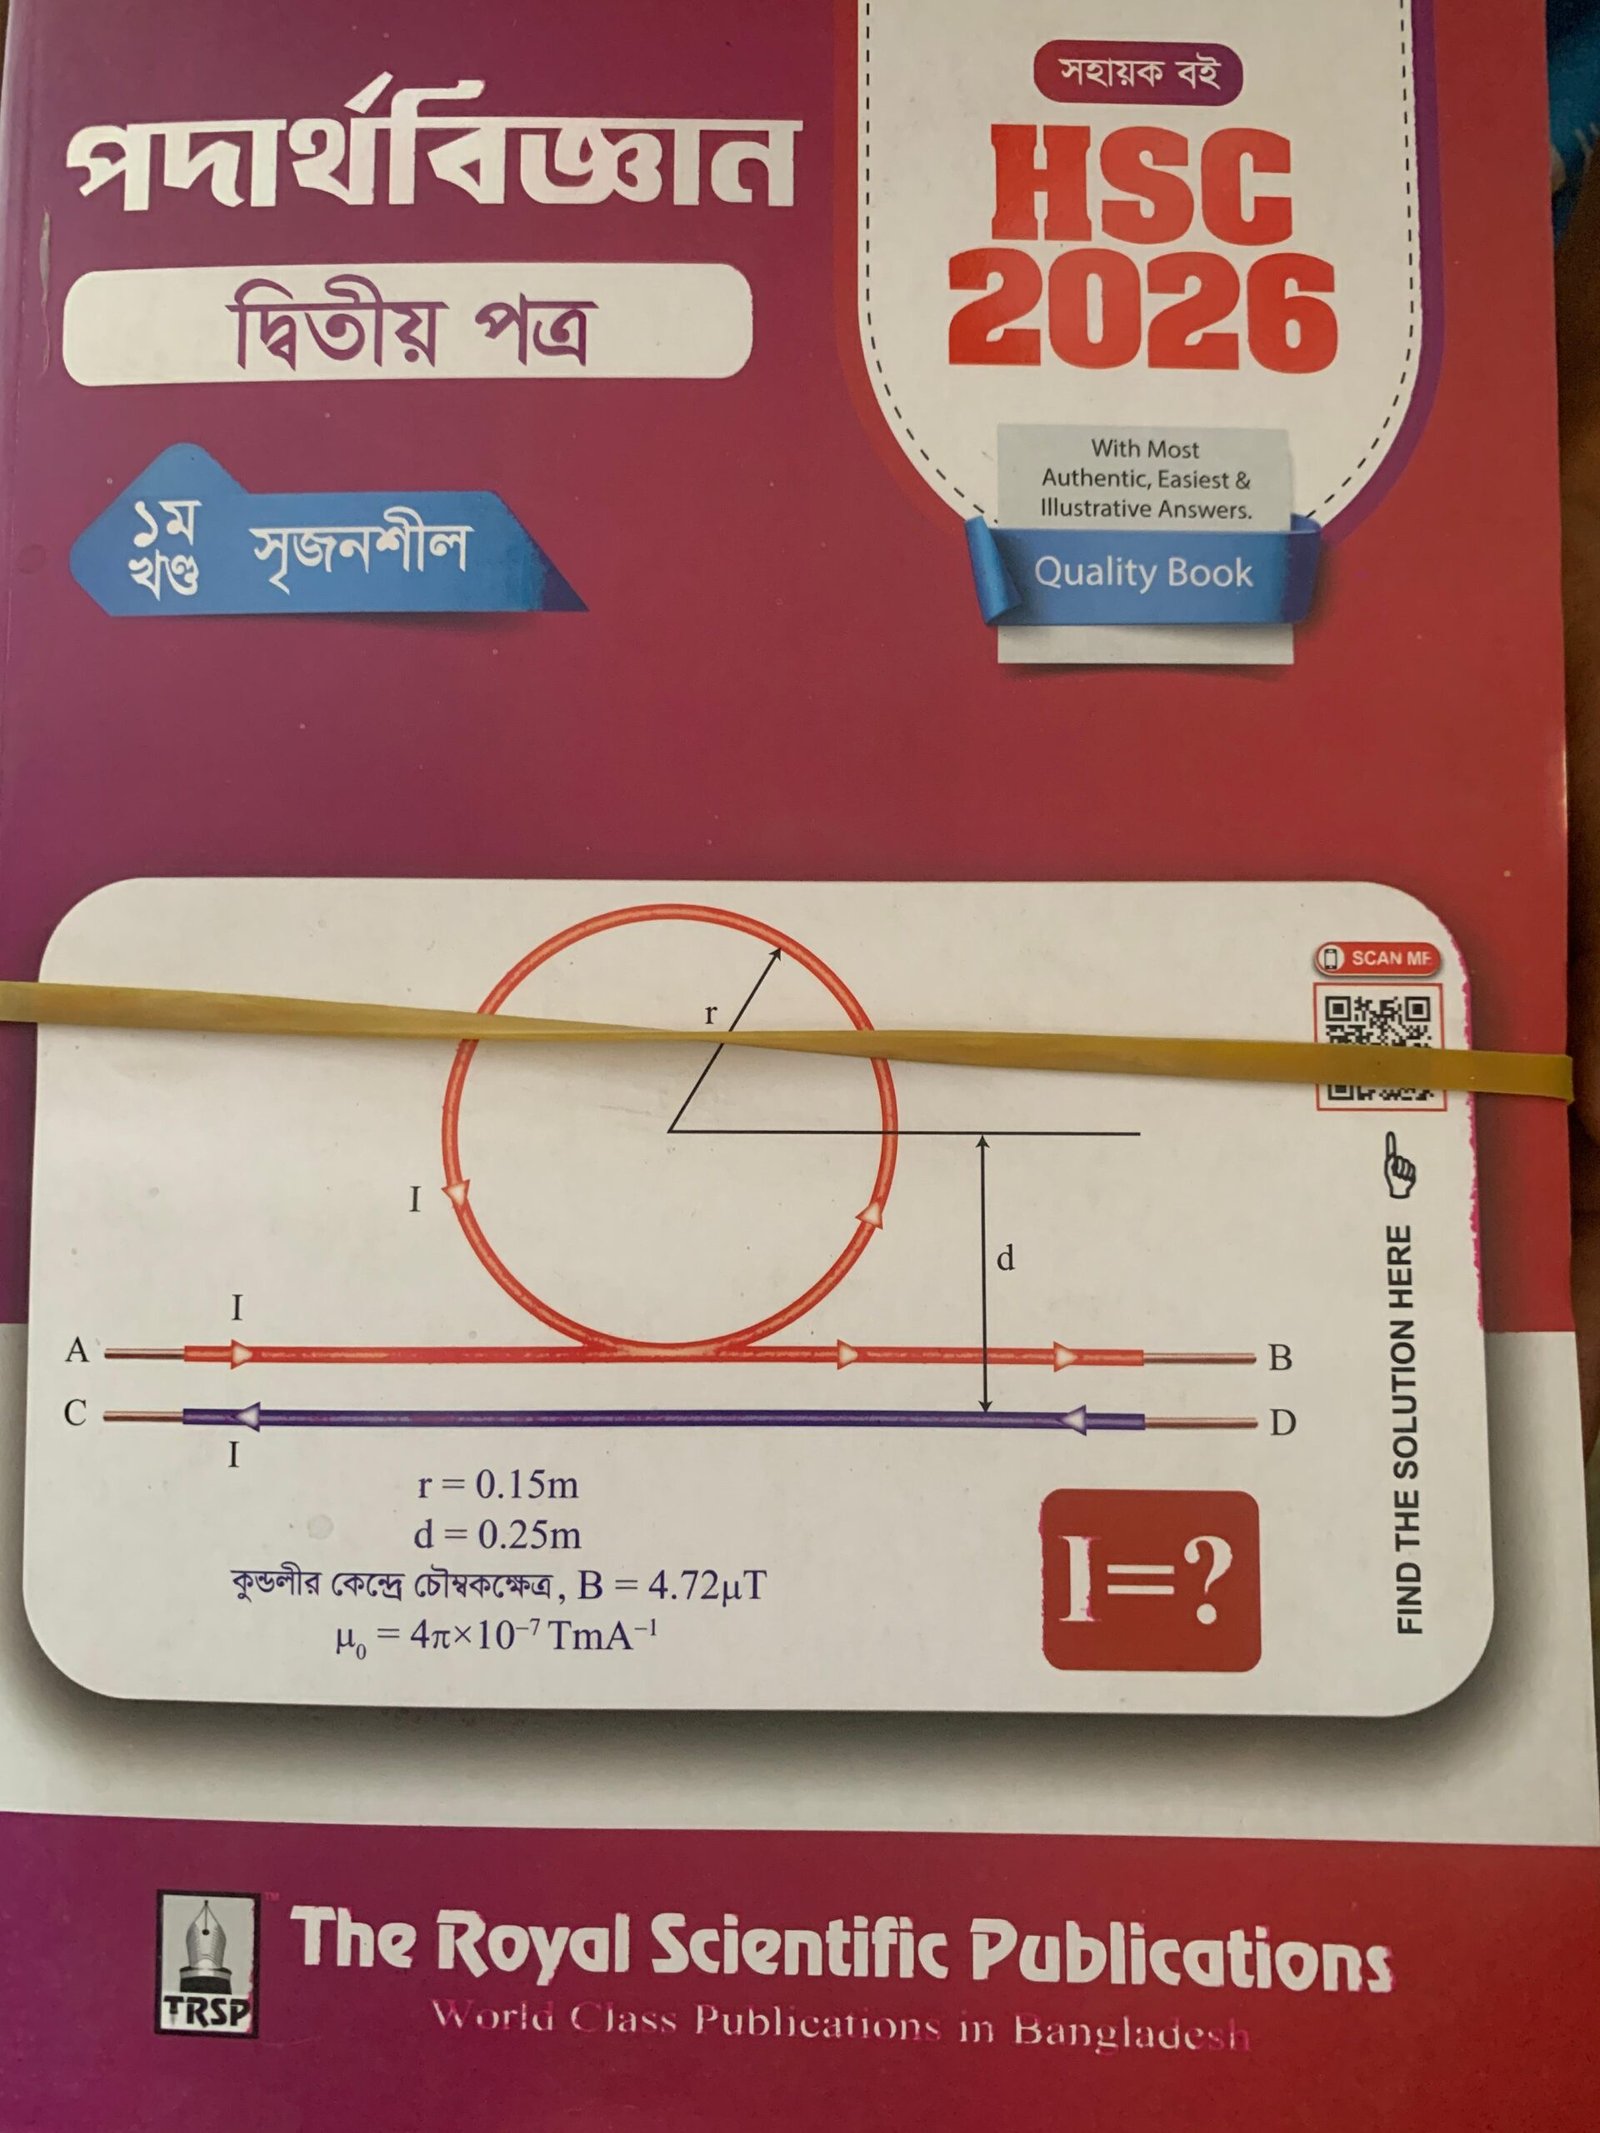 পদার্থবিজ্ঞান
দ্বিতীয় পত্র
১ম
খণ্ড
সৃজনশীল
সহায়ক বই
HSC
2026
With Most
Authentic, Easiest &
Illustrative Answers.
Quality Book
SCAN ME
FIND THE SOLUTION HERE
r
I
d
I
A
B
C
D
I
r = 0.15m
d = 0.25m
কুন্ডলীর কেন্দ্রে চৌম্বকক্ষেত্র, B = 4.72μT
μ₀ = 4π×10⁻⁷ TmA⁻¹
I=?
TRSP
TM
The Royal Scientific Publications
World Class Publications in Bangladesh